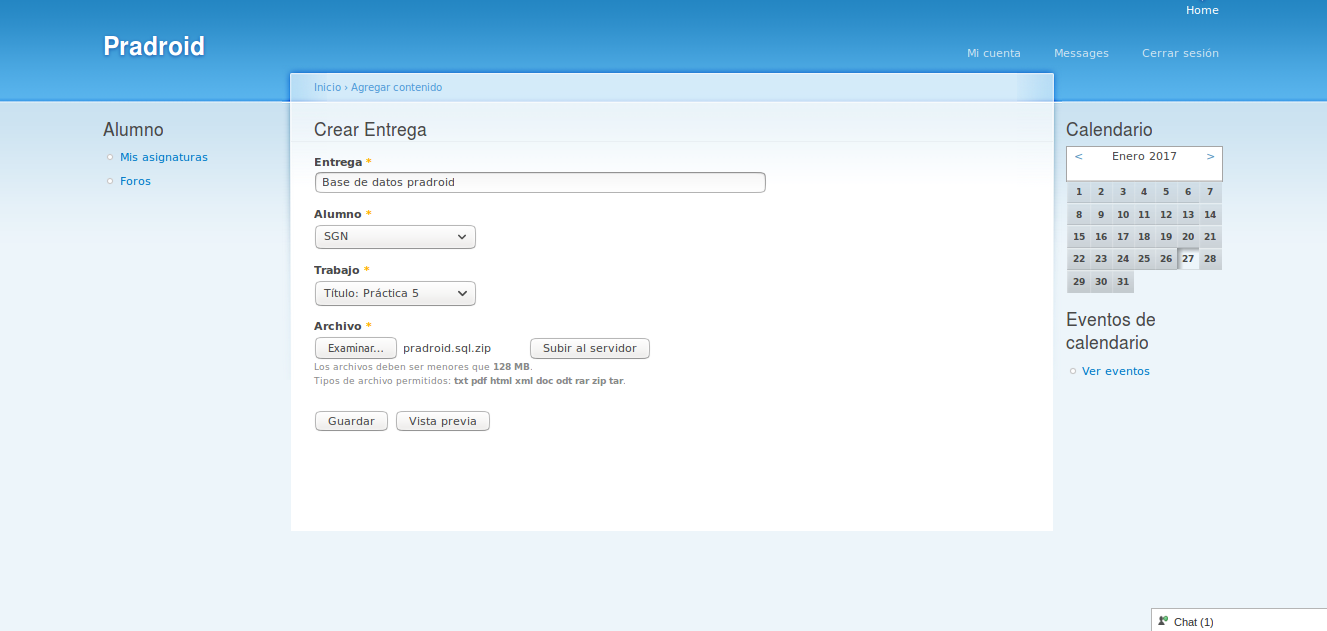 Home
Pradroid
Mi cuenta Messages Cerrar sesión
Inicio › Agregar contenido
Alumno
Mis asignaturas
Foros
Crear Entrega
Entrega *
Base de datos pradroid
Alumno *
SGN
Trabajo *
Título: Práctica 5
Archivo *
Examinar... pradroid.sql.zip Subir al servidor
Los archivos deben ser menores que 128 MB.
Tipos de archivo permitidos: txt pdf html xml doc odt rar zip tar.
Guardar Vista previa
Calendario
< Enero 2017 >
1 2 3 4 5 6 7
8 9 10 11 12 13 14
15 16 17 18 19 20 21
22 23 24 25 26 27 28
29 30 31
Eventos de
calendario
Ver eventos
Chat (1)